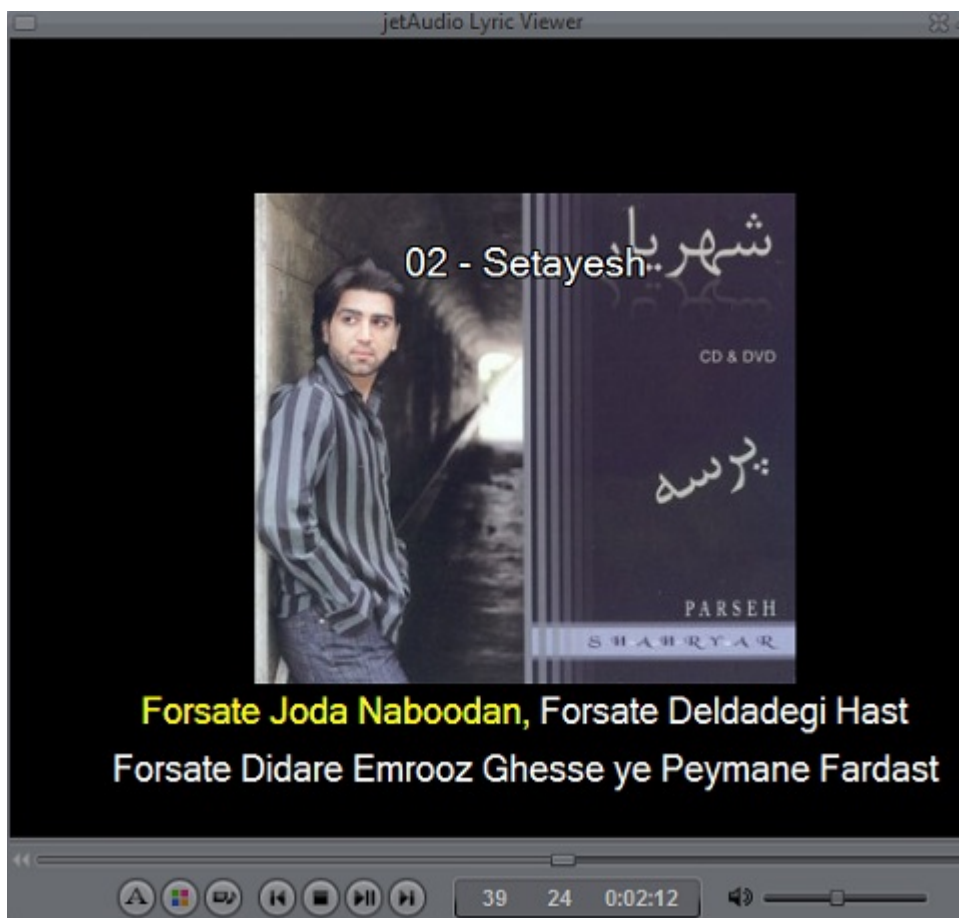 jetAudio Lyric Viewer
شهریار
02 - Setayesh
CD & DVD
پرسه
PARSEH
SHAHRYAR
Forsate Joda Naboodan, Forsate Deldadegi Hast
Forsate Didare Emrooz Ghesse ye Peymane Fardast
A
39 24 0:02:12